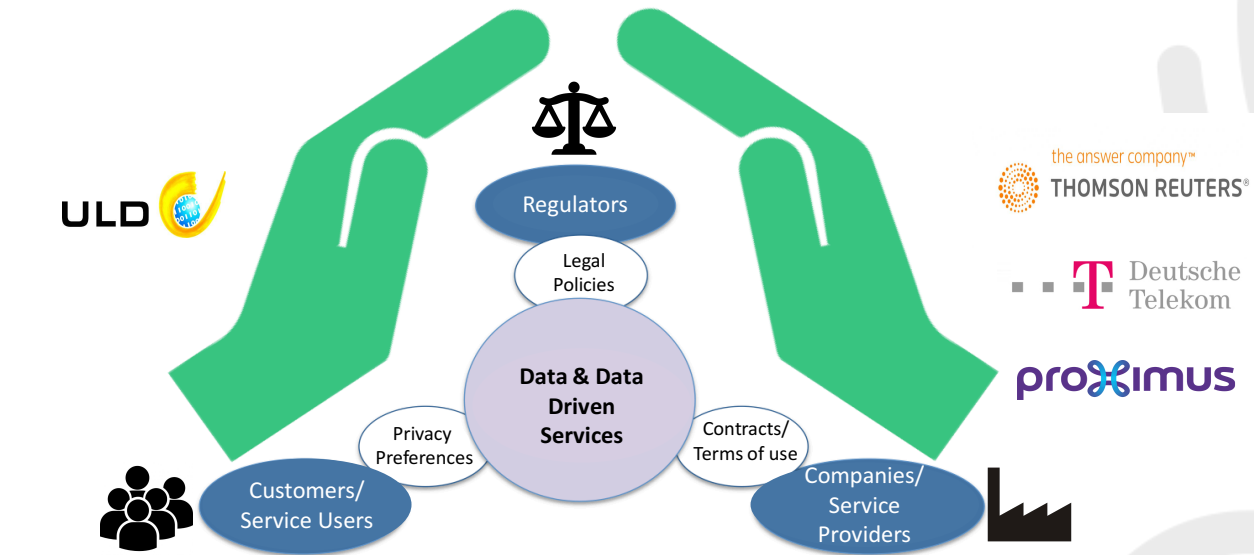 Regulators
Legal
Policies
Data & Data
Driven
Services
Privacy
Preferences
Contracts/
Terms of use
Customers/
Service Users
Companies/
Service
Providers
ULD
the answer company™
THOMSON REUTERS®
T
Deutsche
Telekom
proximus